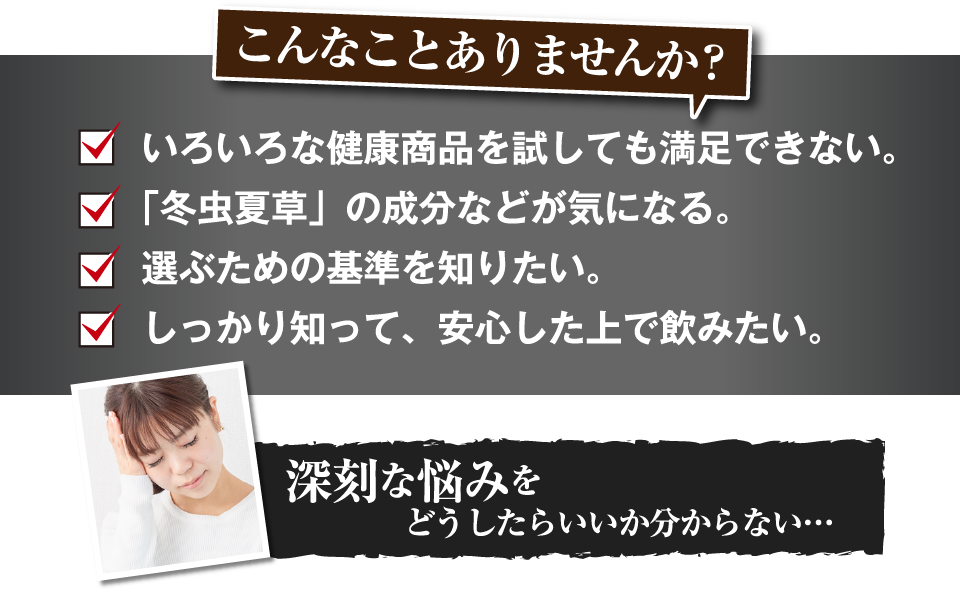 こんなことありませんか?
いろいろな健康商品を試しても満足できない。
「冬虫夏草」の成分などが気になる。
選ぶための基準を知りたい。
しっかり知って、安心した上で飲みたい。
深刻な悩みを
どうしたらいいか分からない…